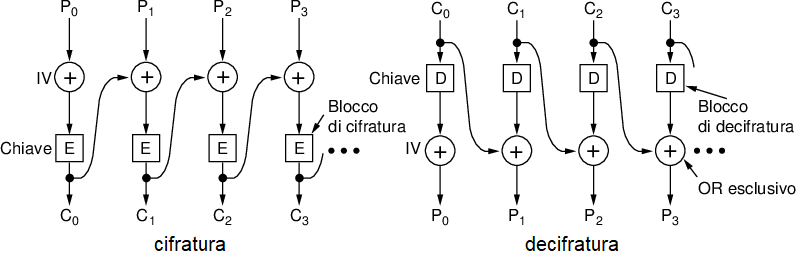 P0 P1 P2 P3
IV + + + +
Blocco
di cifratura
Chiave E E E E
C0 C1 C2 C3
cifratura
C0 C1 C2 C3
Chiave D D D D
Blocco
di decifratura
IV + + + +
OR esclusivo
P0 P1 P2 P3
decifratura